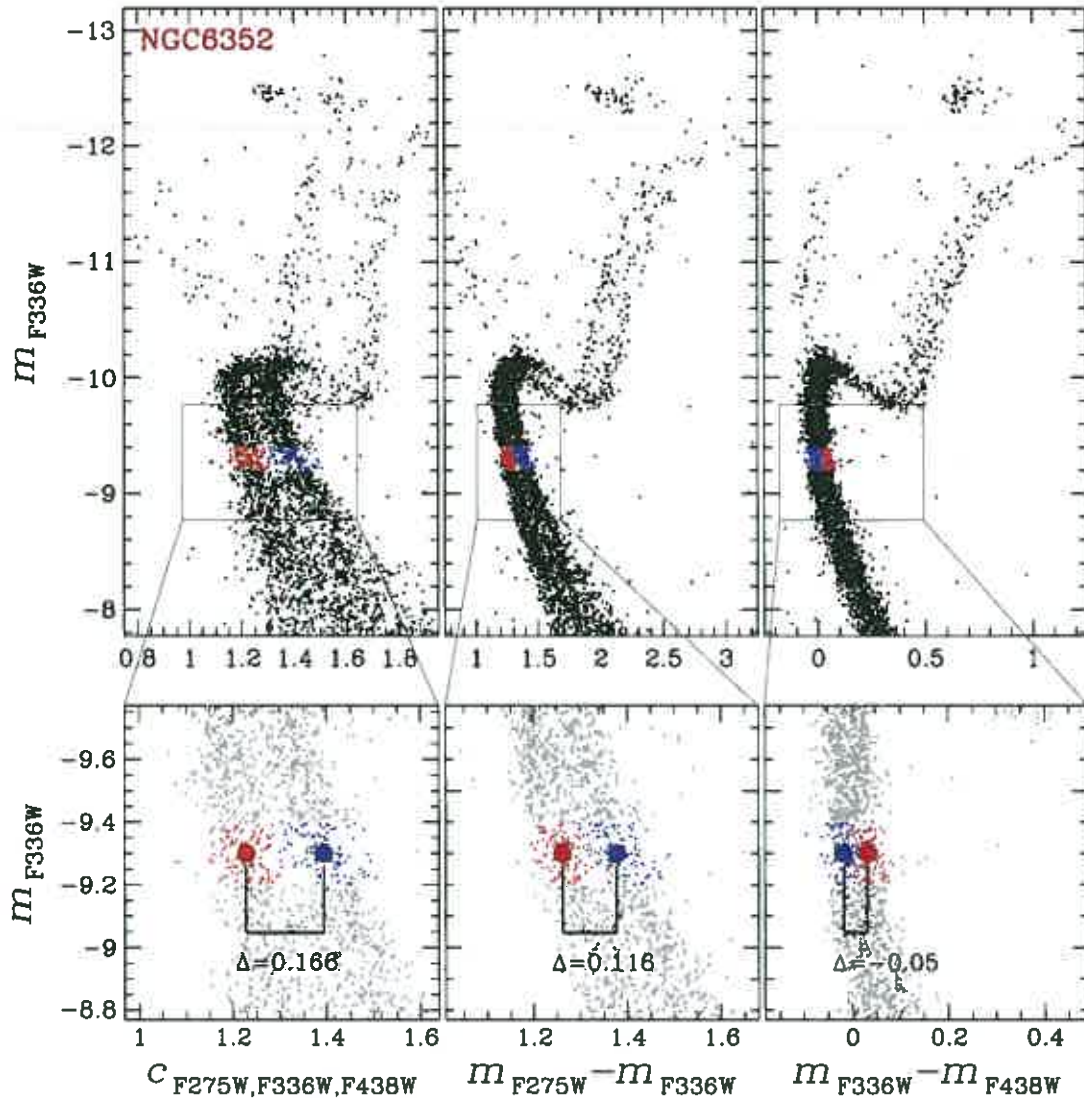 NGC6352
-13
-12
-11
-10
-9
-8
m F336W
0.8 1 1.2 1.4 1.6 1.8
1 1.5 2 2.5 3
0 0.5 1
-9.6
-9.4
-9.2
-9
-8.8
m F336W
Δ=0.166
Δ=0.116
Δ=-0.05
1 1.2 1.4 1.6
1.2 1.4 1.6
0 0.2 0.4
c F275W,F336W,F438W
m F275W - m F336W
m F336W - m F438W